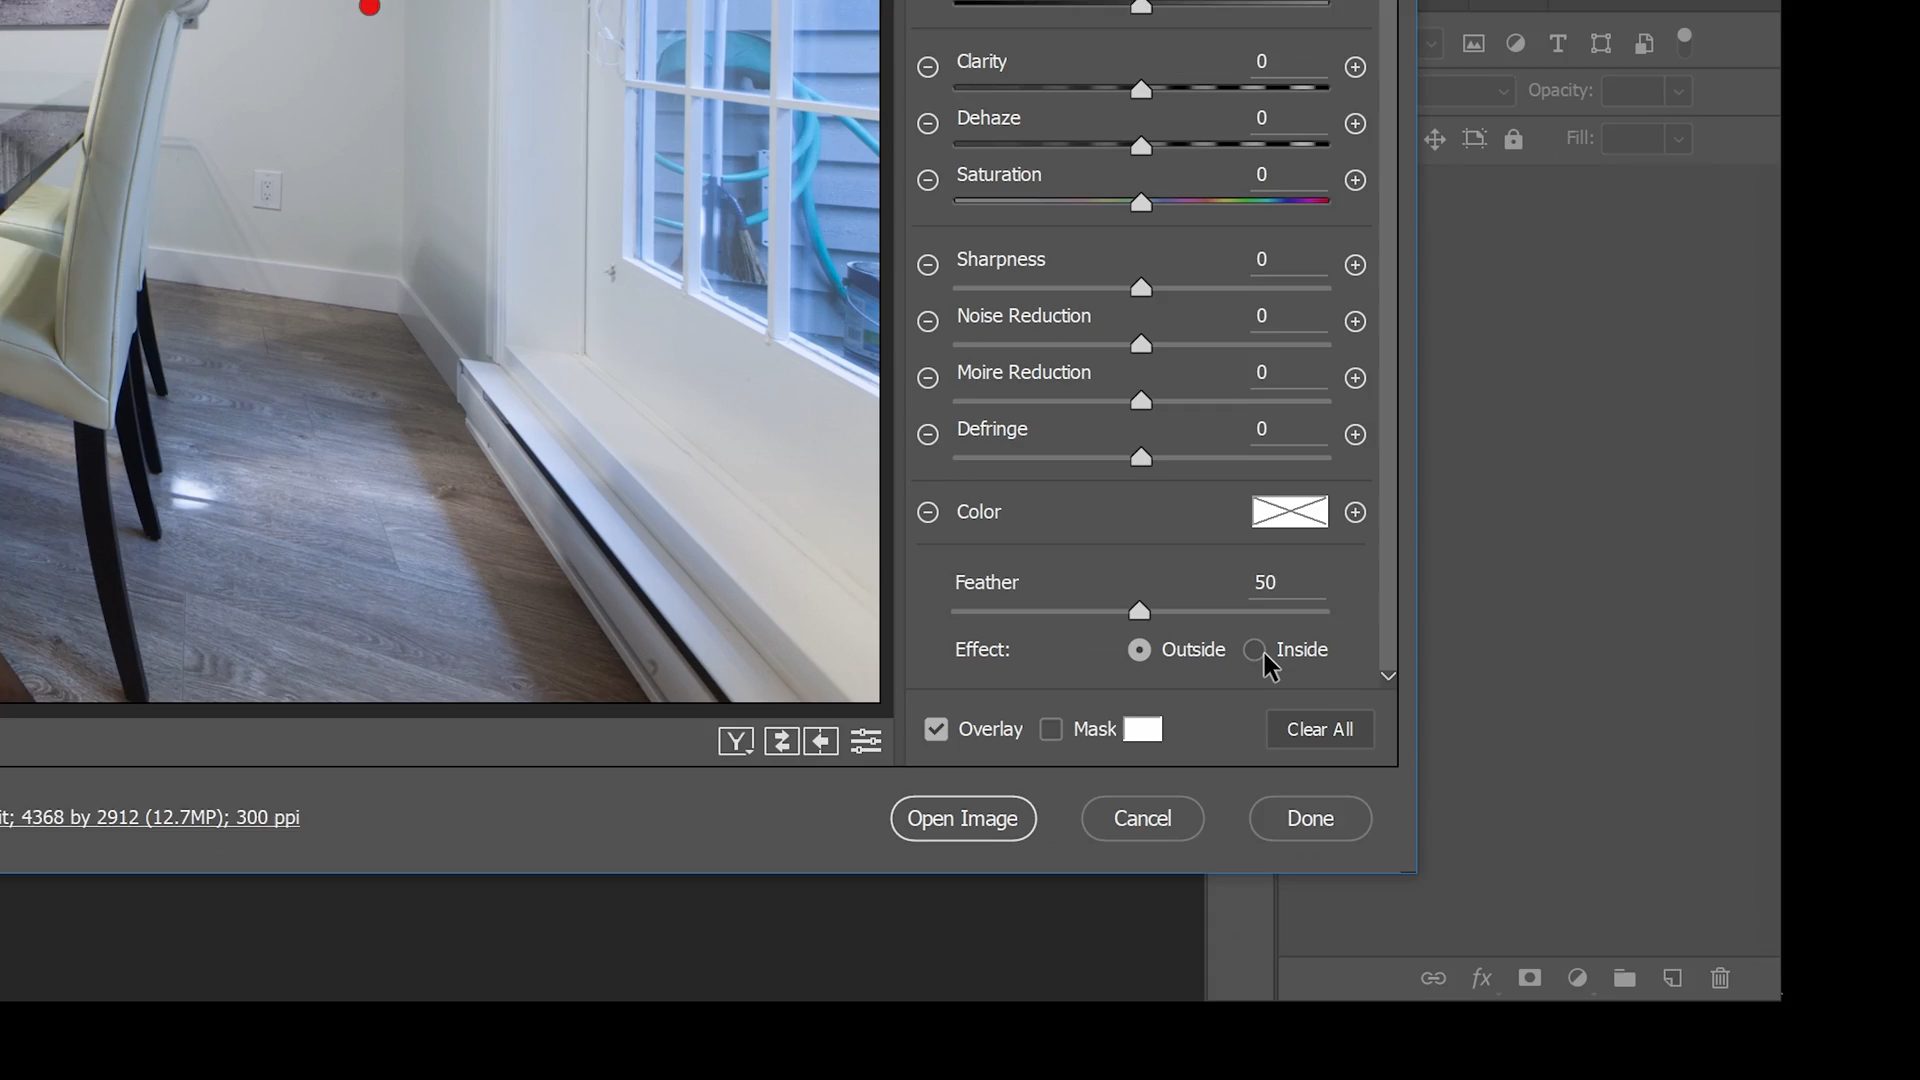 Clarity 0
Opacity:
Dehaze 0
Fill:
Saturation 0
Sharpness 0
Noise Reduction 0
Moire Reduction 0
Defringe 0
Color
Feather 50
Effect: Outside Inside
Overlay Mask Clear All
Y
it; 4368 by 2912 (12.7MP); 300 ppi
Open Image Cancel Done
fx